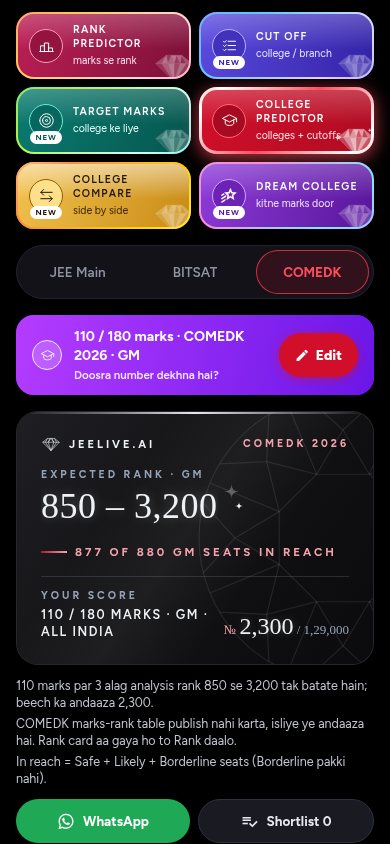 RANK
PREDICTOR
marks se rank
CUT OFF
college / branch
NEW
TARGET MARKS
college ke liye
NEW
COLLEGE
PREDICTOR
colleges + cutoffs
COLLEGE
COMPARE
side by side
NEW
DREAM COLLEGE
kitne marks door
NEW
JEE Main
BITSAT
COMEDK
110 / 180 marks · COMEDK
2026 · GM
Doosra number dekhna hai?
Edit
JEELIVE.AI
COMEDK 2026
EXPECTED RANK · GM
850 – 3,200
877 OF 880 GM SEATS IN REACH
YOUR SCORE
110 / 180 MARKS · GM ·
ALL INDIA
№ 2,300 / 1,29,000
110 marks par 3 alag analysis rank 850 se 3,200 tak batate hain;
beech ka andaaza 2,300.
COMEDK marks-rank table publish nahi karta, isliye ye andaaza
hai. Rank card aa gaya ho to Rank daalo.
In reach = Safe + Likely + Borderline seats (Borderline pakki
nahi).
WhatsApp
Shortlist 0